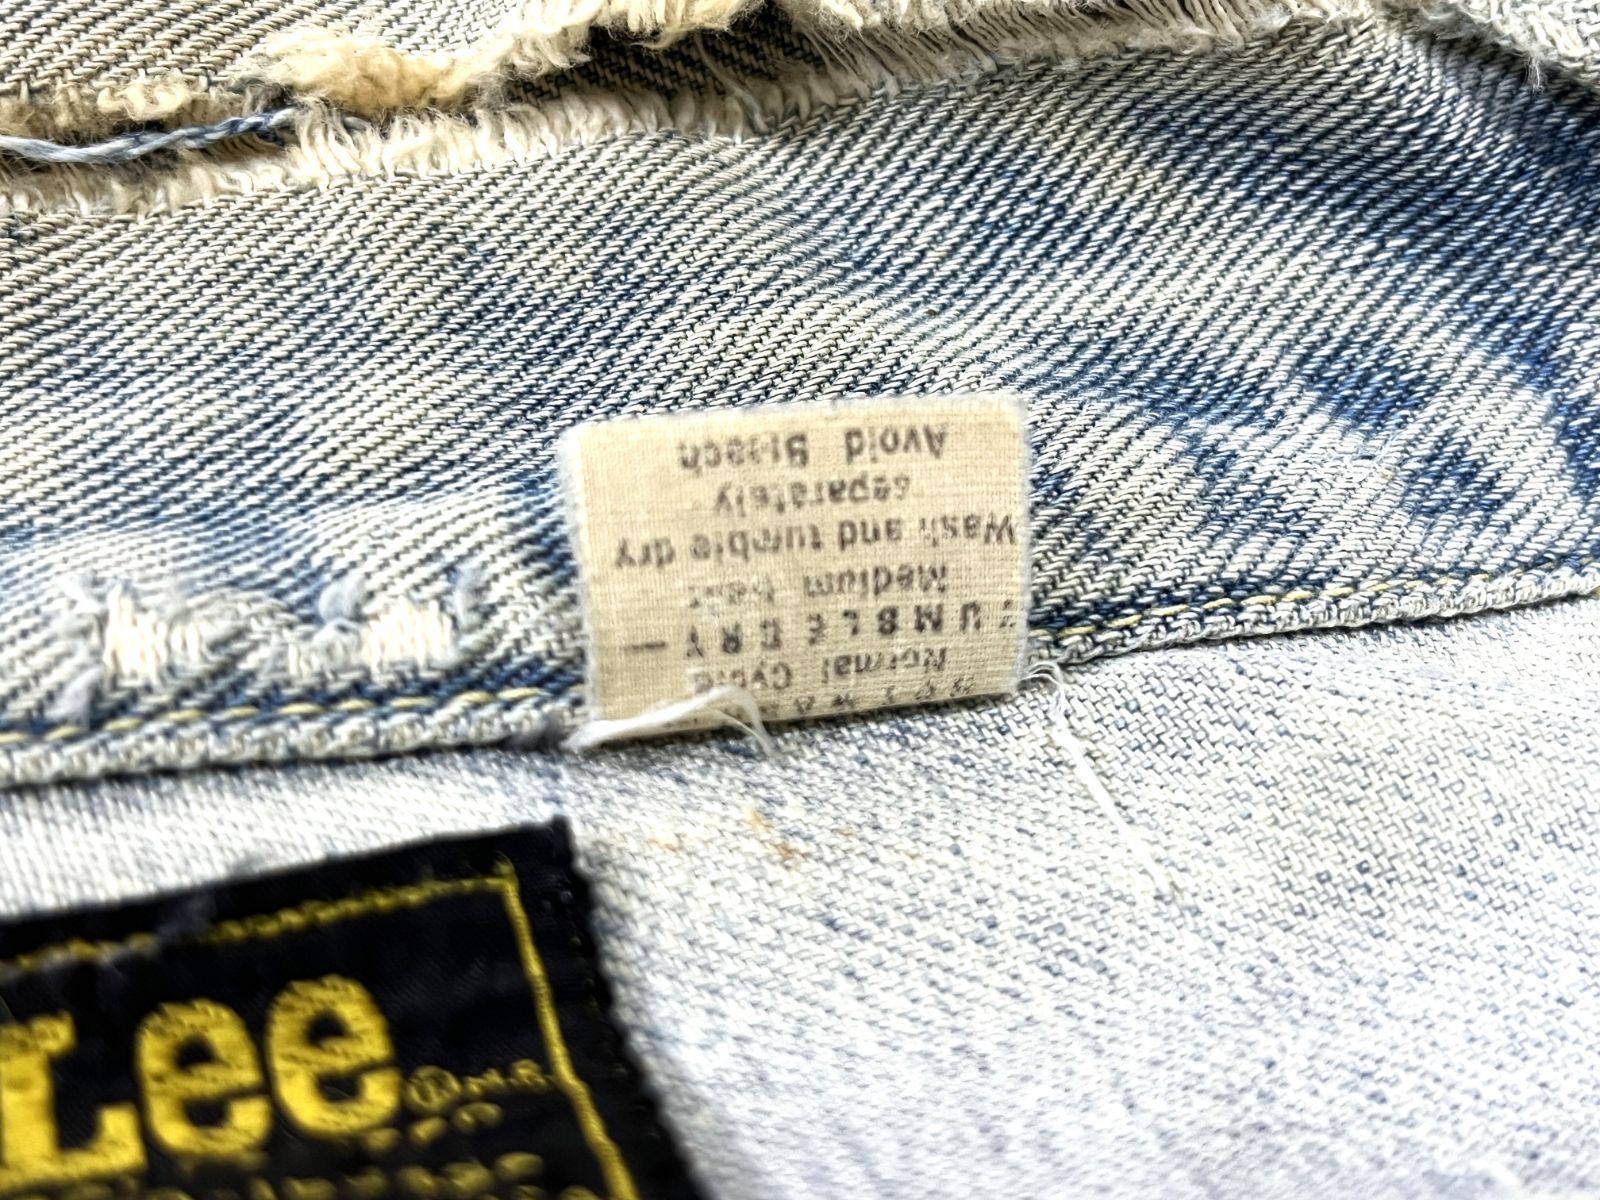 Normal Cycle
TUMBLE DRY —
Medium heat
Wash and tumble dry
separately
Avoid Bleach
Lee
® M.R.